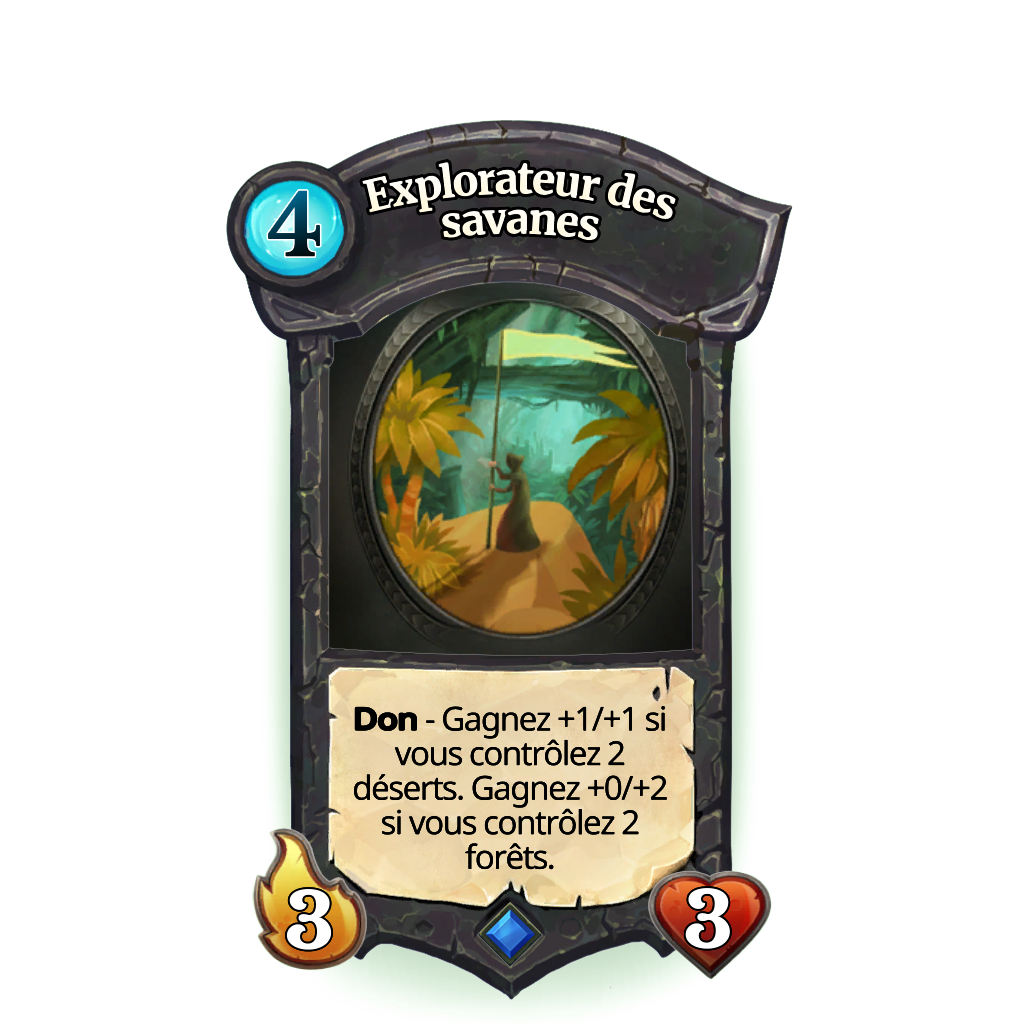 4
Explorateur des
savanes
Don - Gagnez +1/+1 si
vous contrôlez 2
déserts. Gagnez +0/+2
si vous contrôlez 2
forêts.
3
3